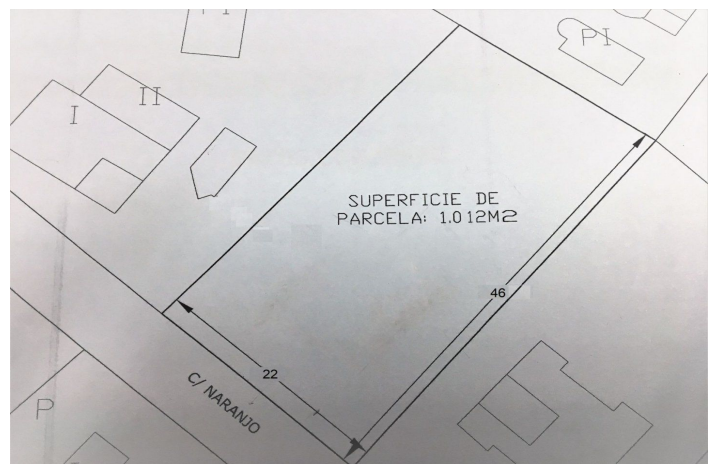 PI
II
I
SUPERFICIE DE
PARCELA: 1.012M2
46
22
C/ NARANJO
P